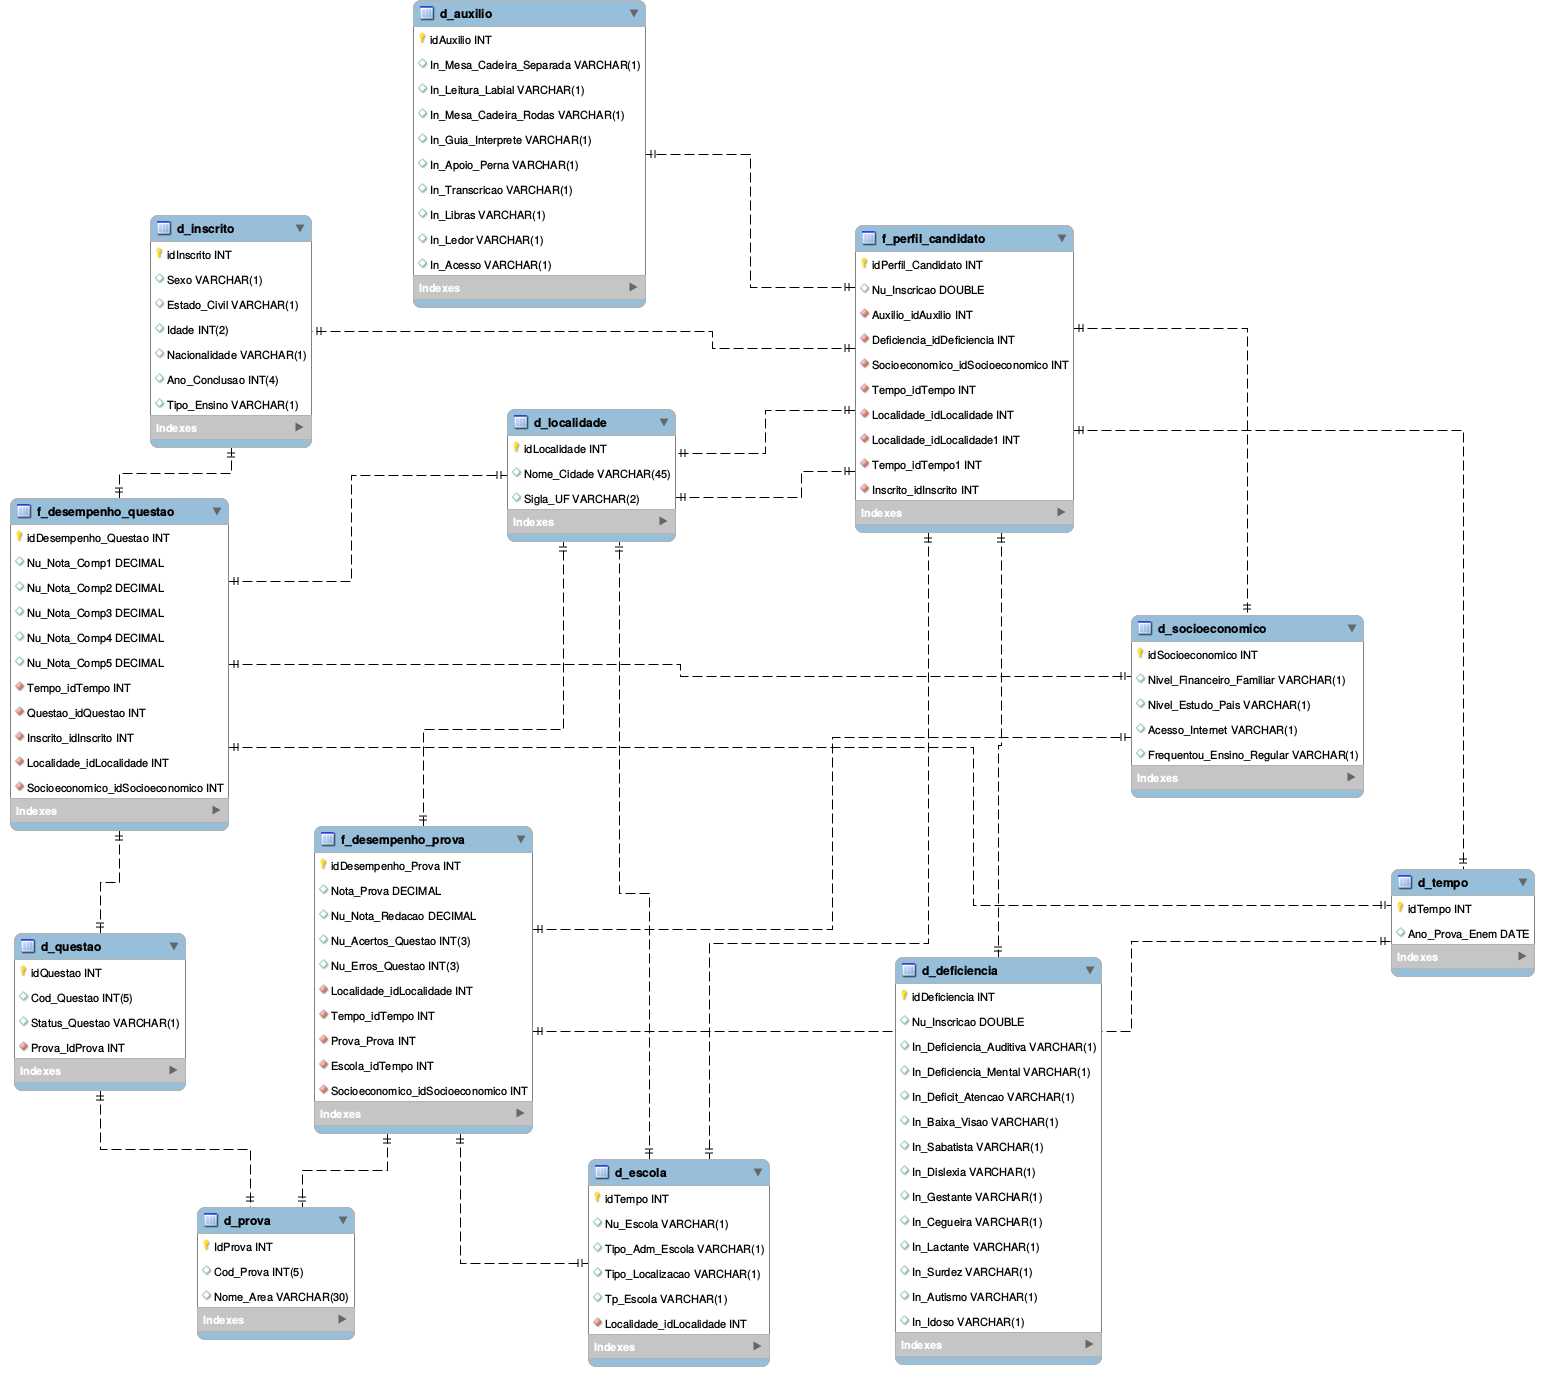 d_auxilio
idAuxilio INT
In_Mesa_Cadeira_Separada VARCHAR(1)
In_Leitura_Labial VARCHAR(1)
In_Mesa_Cadeira_Rodas VARCHAR(1)
In_Guia_Interprete VARCHAR(1)
In_Apoio_Perna VARCHAR(1)
In_Transcricao VARCHAR(1)
In_Libras VARCHAR(1)
In_Ledor VARCHAR(1)
In_Acesso VARCHAR(1)
Indexes
d_inscrito
idInscrito INT
Sexo VARCHAR(1)
Estado_Civil VARCHAR(1)
Idade INT(2)
Nacionalidade VARCHAR(1)
Ano_Conclusao INT(4)
Tipo_Ensino VARCHAR(1)
Indexes
f_perfil_candidato
idPerfil_Candidato INT
Nu_Inscricao DOUBLE
Auxilio_idAuxilio INT
Deficiencia_idDeficiencia INT
Socioeconomico_idSocioeconomico INT
Tempo_idTempo INT
Localidade_idLocalidade INT
Localidade_idLocalidade1 INT
Tempo_idTempo1 INT
Inscrito_idInscrito INT
Indexes
d_localidade
idLocalidade INT
Nome_Cidade VARCHAR(45)
Sigla_UF VARCHAR(2)
Indexes
f_desempenho_questao
idDesempenho_Questao INT
Nu_Nota_Comp1 DECIMAL
Nu_Nota_Comp2 DECIMAL
Nu_Nota_Comp3 DECIMAL
Nu_Nota_Comp4 DECIMAL
Nu_Nota_Comp5 DECIMAL
Tempo_idTempo INT
Questao_idQuestao INT
Inscrito_idInscrito INT
Localidade_idLocalidade INT
Socioeconomico_idSocioeconomico INT
Indexes
d_socioeconomico
idSocioeconomico INT
Nivel_Financeiro_Familiar VARCHAR(1)
Nivel_Estudo_Pais VARCHAR(1)
Acesso_Internet VARCHAR(1)
Frequentou_Ensino_Regular VARCHAR(1)
Indexes
f_desempenho_prova
idDesempenho_Prova INT
Nota_Prova DECIMAL
Nu_Nota_Redacao DECIMAL
Nu_Acertos_Questao INT(3)
Nu_Erros_Questao INT(3)
Localidade_idLocalidade INT
Tempo_idTempo INT
Prova_Prova INT
Escola_idTempo INT
Socioeconomico_idSocioeconomico INT
Indexes
d_tempo
idTempo INT
Ano_Prova_Enem DATE
Indexes
d_questao
idQuestao INT
Cod_Questao INT(5)
Status_Questao VARCHAR(1)
Prova_IdProva INT
Indexes
d_deficiencia
idDeficiencia INT
Nu_Inscricao DOUBLE
In_Deficiencia_Auditiva VARCHAR(1)
In_Deficiencia_Mental VARCHAR(1)
In_Deficit_Atencao VARCHAR(1)
In_Baixa_Visao VARCHAR(1)
In_Sabatista VARCHAR(1)
In_Dislexia VARCHAR(1)
In_Gestante VARCHAR(1)
In_Cegueira VARCHAR(1)
In_Lactante VARCHAR(1)
In_Surdez VARCHAR(1)
In_Autismo VARCHAR(1)
In_Idoso VARCHAR(1)
Indexes
d_escola
idTempo INT
Nu_Escola VARCHAR(1)
Tipo_Adm_Escola VARCHAR(1)
Tipo_Localizacao VARCHAR(1)
Tp_Escola VARCHAR(1)
Localidade_idLocalidade INT
Indexes
d_prova
IdProva INT
Cod_Prova INT(5)
Nome_Area VARCHAR(30)
Indexes